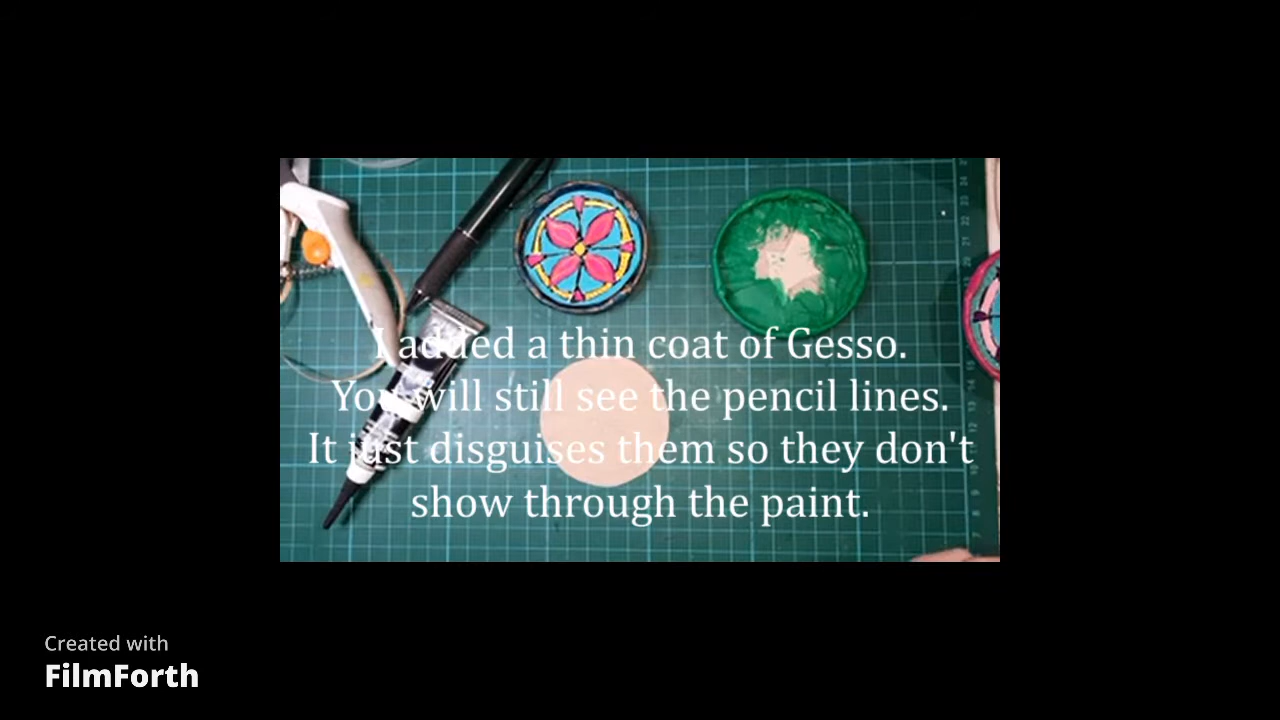 I added a thin coat of Gesso.
You will still see the pencil lines.
It just disguises them so they don't
show through the paint.
Created with
FilmForth